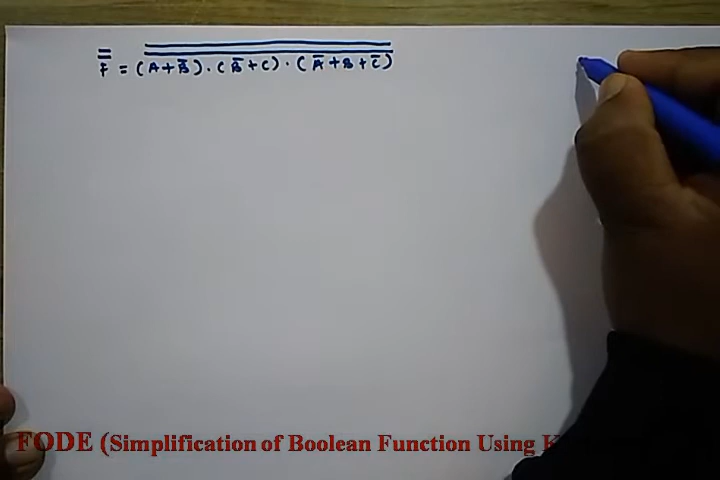 F̿ = (A + B̅) . (B̅ + C) . (A̅ + B + C̅)
FODE (Simplification of Boolean Function Using K